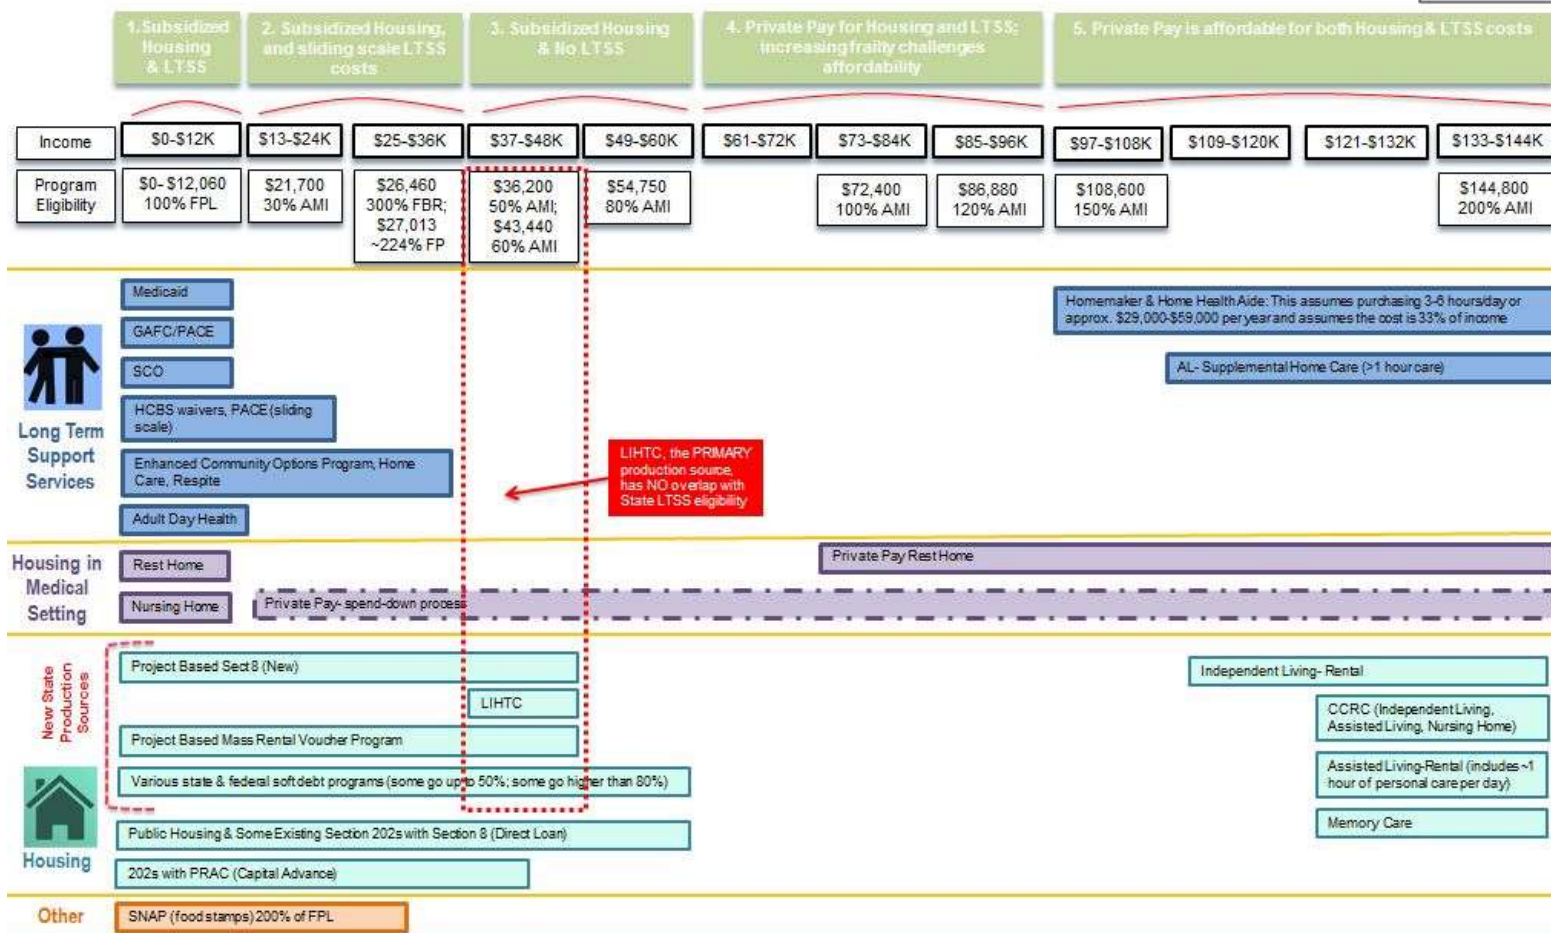 1. Subsidized
Housing
& LTSS
2. Subsidized Housing,
and sliding scale LTSS
costs
3. Subsidized Housing
& No LTSS
4. Private Pay for Housing and LTSS;
increasing frailty challenges
affordability
5. Private Pay is affordable for both Housing & LTSS costs
Income
$0-$12K
$13-$24K
$25-$36K
$37-$48K
$49-$60K
$61-$72K
$73-$84K
$85-$96K
$97-$108K
$109-$120K
$121-$132K
$133-$144K
Program
Eligibility
$0- $12,060
100% FPL
$21,700
30% AMI
$26,460
300% FBR;
$27,013
~224% FP
$36,200
50% AMI;
$43,440
60% AMI
$54,750
80% AMI
$72,400
100% AMI
$86,880
120% AMI
$108,600
150% AMI
$144,800
200% AMI
Long Term
Support
Services
Medicaid
GAFC/PACE
SCO
HCBS waivers, PACE (sliding
scale)
Enhanced Community Options Program, Home
Care, Respite
Adult Day Health
Homemaker & Home Health Aide: This assumes purchasing 3-6 hours/day or
approx. $29,000-$59,000 per year and assumes the cost is 33% of income
AL- Supplemental Home Care (>1 hour care)
LIHTC, the PRIMARY
production source,
has NO overlap with
State LTSS eligibility
Housing in
Medical
Setting
Rest Home
Private Pay Rest Home
Nursing Home
Private Pay- spend-down process
New State
Production
Sources
Project Based Sect 8 (New)
LIHTC
Project Based Mass Rental Voucher Program
Various state & federal soft debt programs (some go up to 50%; some go higher than 80%)
Housing
Public Housing & Some Existing Section 202s with Section 8 (Direct Loan)
202s with PRAC (Capital Advance)
Independent Living- Rental
CCRC (Independent Living,
Assisted Living, Nursing Home)
Assisted Living-Rental (includes ~1
hour of personal care per day)
Memory Care
Other
SNAP (food stamps) 200% of FPL